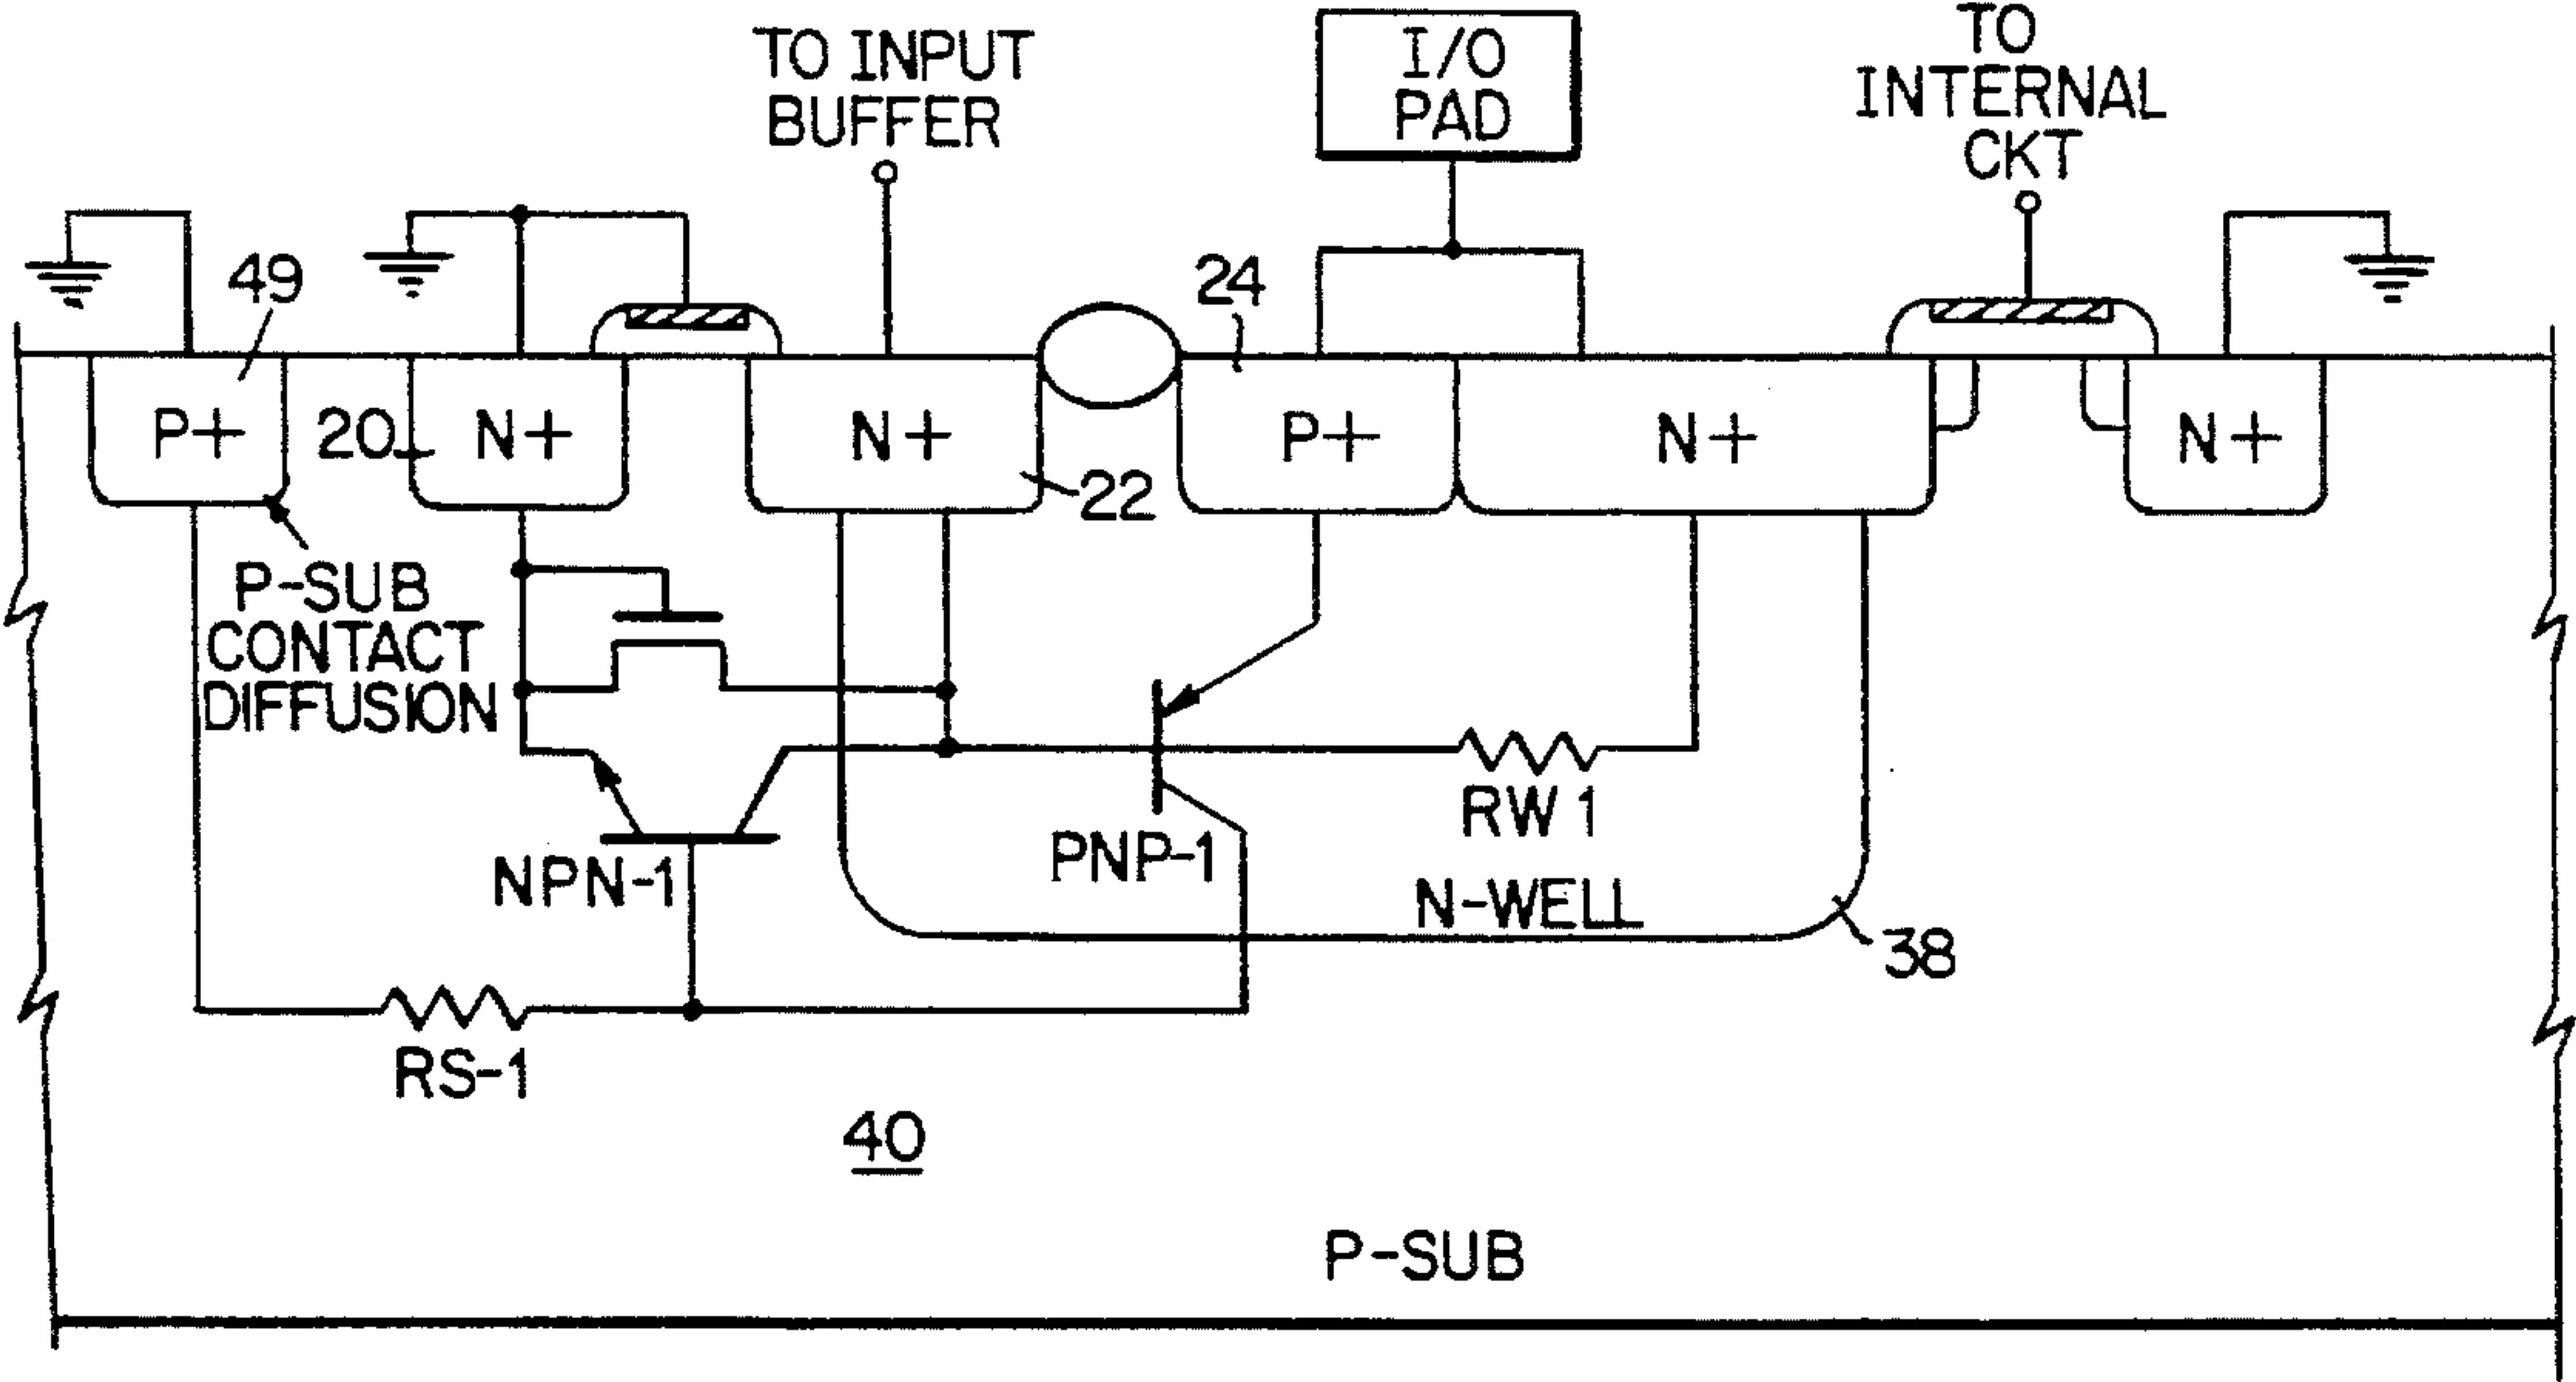 TO INPUT
BUFFER
I/O
PAD
TO
INTERNAL
CKT
49
24
P+
20
N+
N+
22
P+
N+
N+
P-SUB
CONTACT
DIFFUSION
NPN-1
PNP-1
RW 1
N-WELL
38
RS-1
40
P-SUB